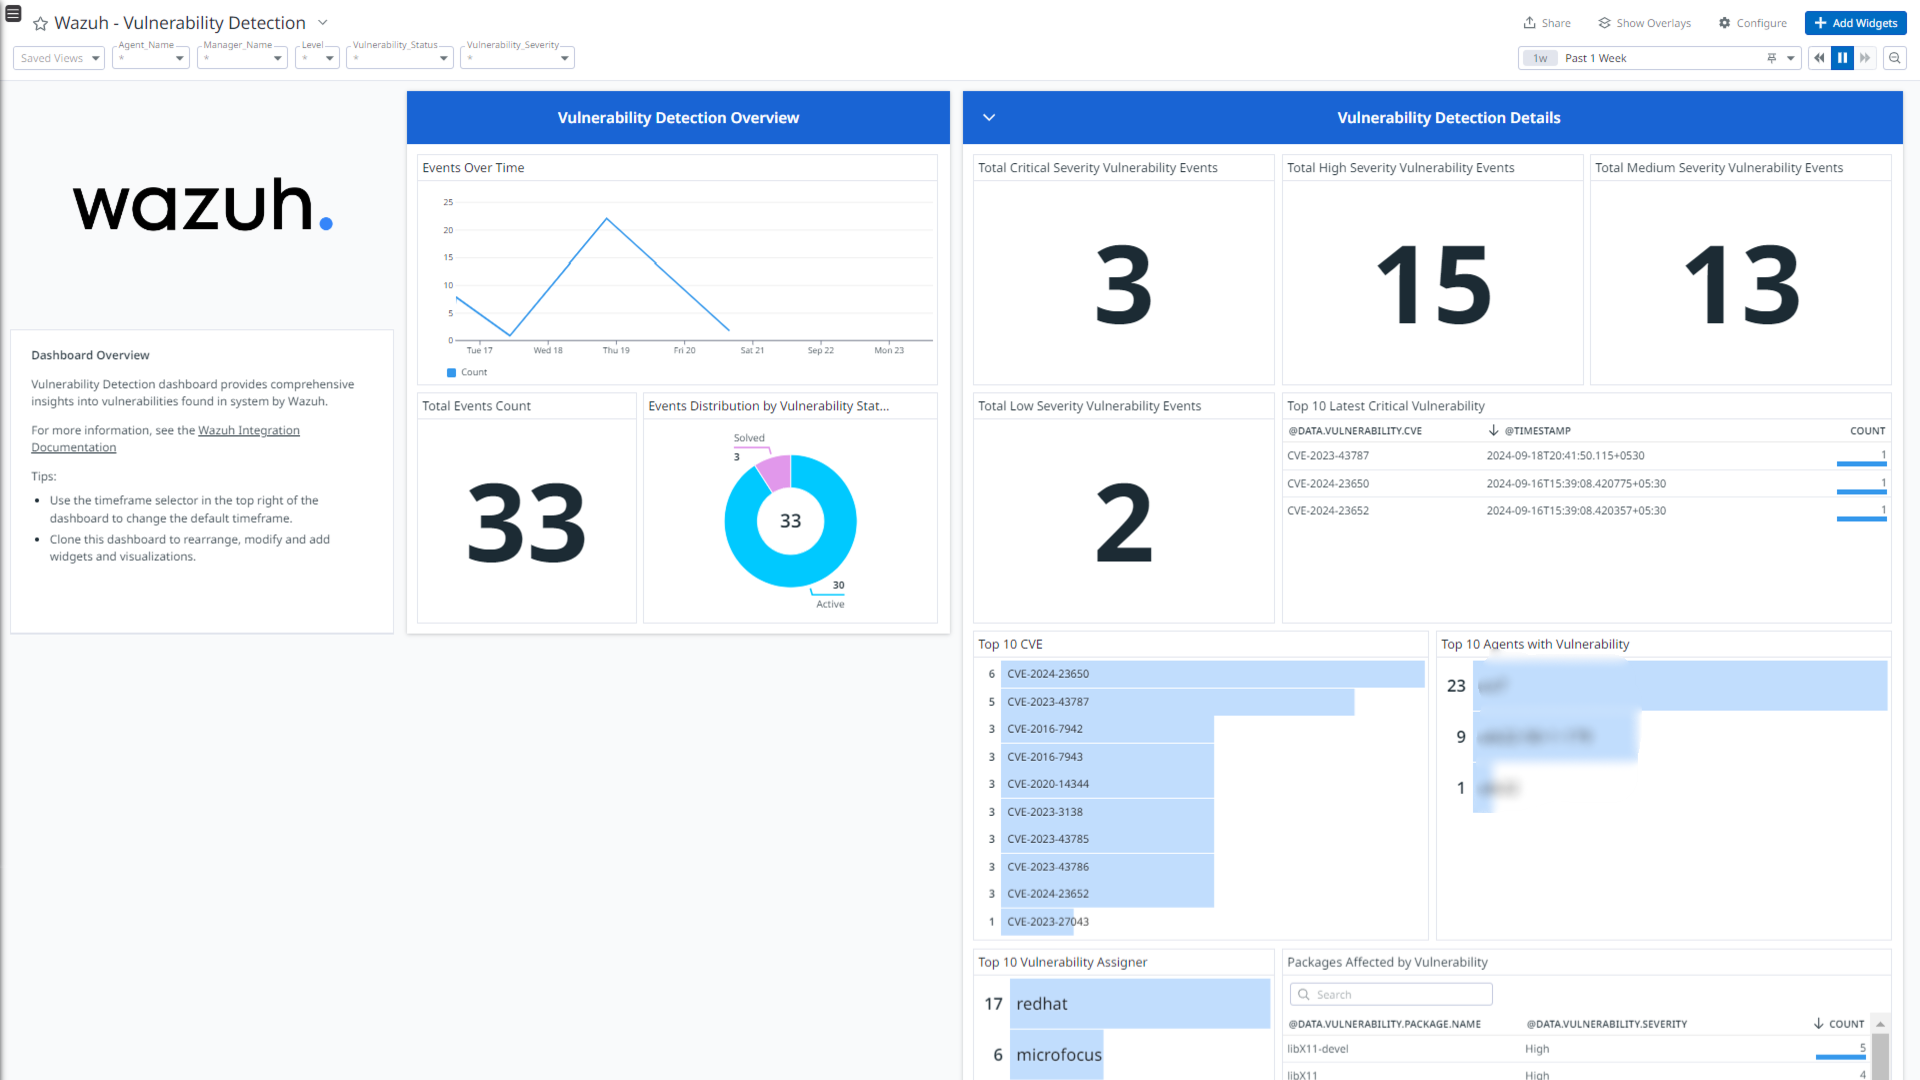 Wazuh - Vulnerability Detection
Share
Show Overlays
Configure
Add Widgets
Saved Views
Agent_Name
*
Manager_Name
*
Level
*
Vulnerability_Status
*
Vulnerability_Severity
*
1w Past 1 Week
wazuh.
Dashboard Overview
Vulnerability Detection dashboard provides comprehensive
insights into vulnerabilities found in system by Wazuh.
For more information, see the Wazuh Integration
Documentation
Tips:
• Use the timeframe selector in the top right of the
dashboard to change the default timeframe.
• Clone this dashboard to rearrange, modify and add
widgets and visualizations.
Vulnerability Detection Overview
Events Over Time
25
20
15
10
5
0
Tue 17 Wed 18 Thu 19 Fri 20 Sat 21 Sep 22 Mon 23
Count
Total Events Count
33
Events Distribution by Vulnerability Stat...
Solved
3
33
30
Active
Vulnerability Detection Details
Total Critical Severity Vulnerability Events
3
Total High Severity Vulnerability Events
15
Total Medium Severity Vulnerability Events
13
Total Low Severity Vulnerability Events
2
Top 10 Latest Critical Vulnerability
@DATA.VULNERABILITY.CVE @TIMESTAMP COUNT
CVE-2023-43787 2024-09-18T20:41:50.115+0530 1
CVE-2024-23650 2024-09-16T15:39:08.420775+05:30 1
CVE-2024-23652 2024-09-16T15:39:08.420357+05:30 1
Top 10 CVE
6 CVE-2024-23650
5 CVE-2023-43787
3 CVE-2016-7942
3 CVE-2016-7943
3 CVE-2020-14344
3 CVE-2023-3138
3 CVE-2023-43785
3 CVE-2023-43786
3 CVE-2024-23652
1 CVE-2023-27043
Top 10 Agents with Vulnerability
23
9
1
Top 10 Vulnerability Assigner
17 redhat
6 microfocus
Packages Affected by Vulnerability
Search
@DATA.VULNERABILITY.PACKAGE.NAME @DATA.VULNERABILITY.SEVERITY COUNT
libX11-devel High 5
libX11 High 4